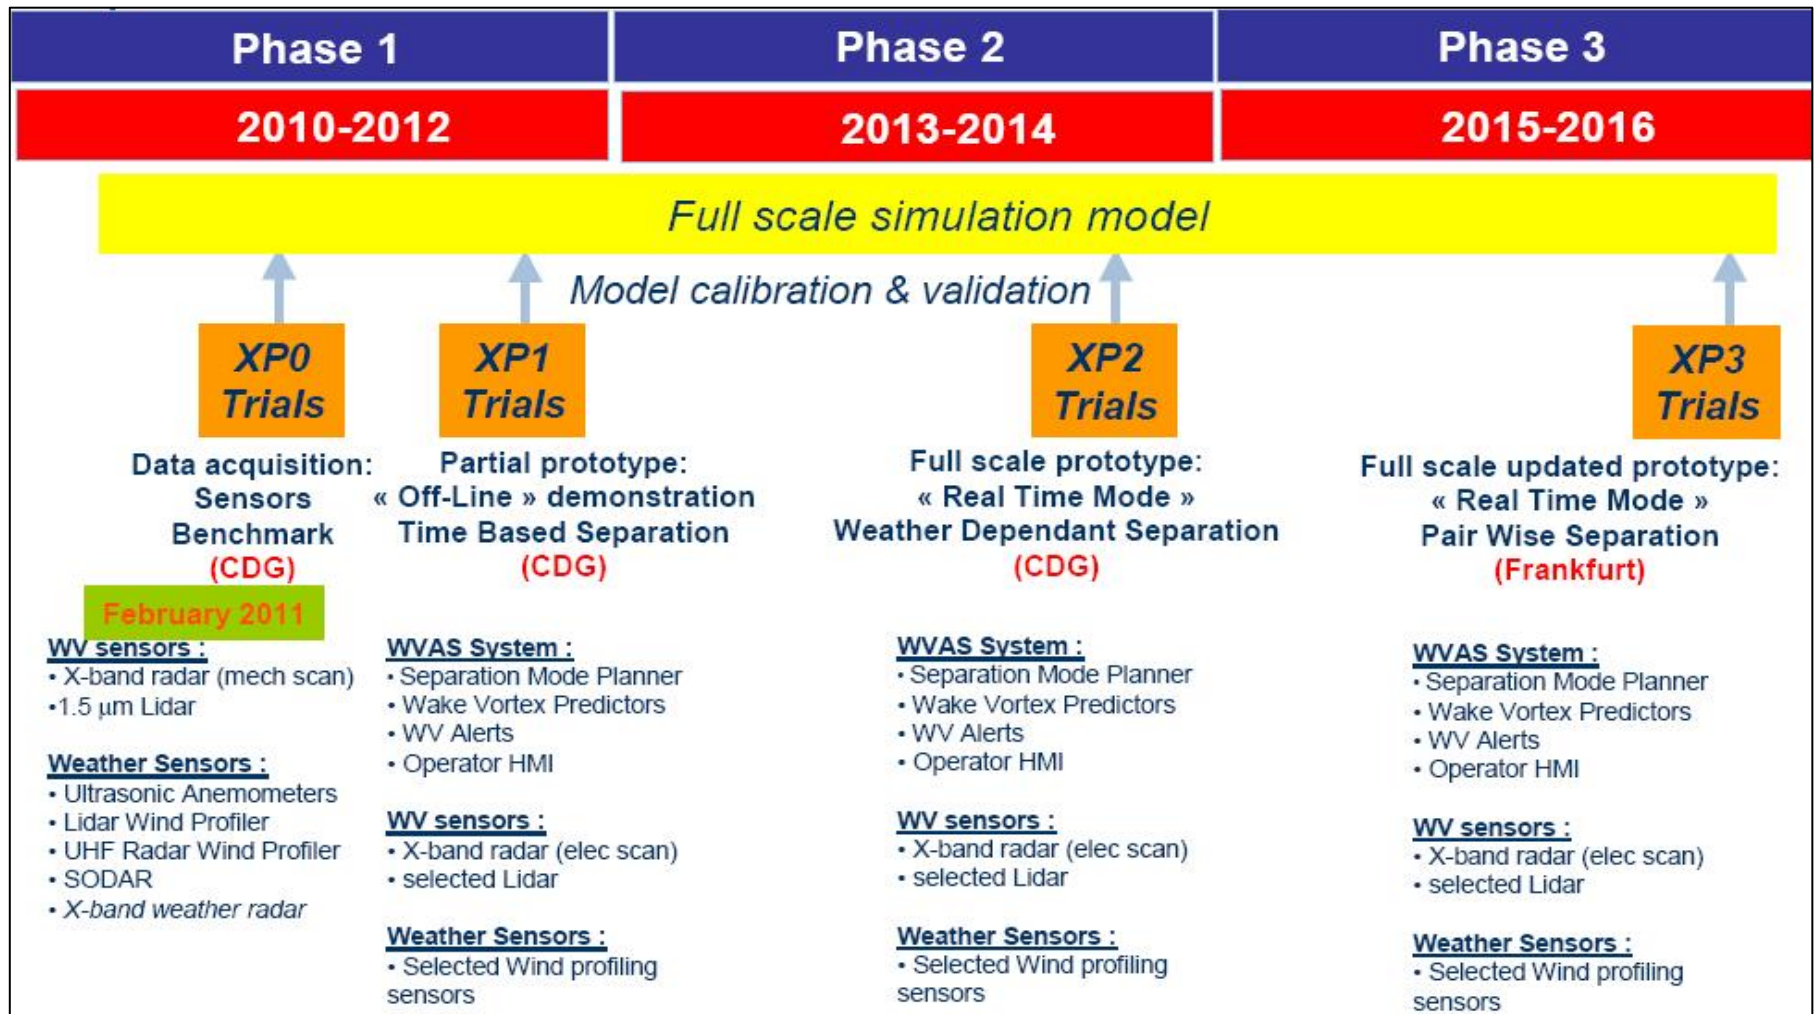 Phase 1
Phase 2
Phase 3
2010-2012
2013-2014
2015-2016
Full scale simulation model
Model calibration & validation
XP0
Trials
Data acquisition:
Sensors
Benchmark
(CDG)
February 2011
WV sensors :
• X-band radar (mech scan)
•1.5 µm Lidar
Weather Sensors :
• Ultrasonic Anemometers
• Lidar Wind Profiler
• UHF Radar Wind Profiler
• SODAR
• X-band weather radar
XP1
Trials
Partial prototype:
« Off-Line » demonstration
Time Based Separation
(CDG)
WVAS System :
• Separation Mode Planner
• Wake Vortex Predictors
• WV Alerts
• Operator HMI
WV sensors :
• X-band radar (elec scan)
• selected Lidar
Weather Sensors :
• Selected Wind profiling
sensors
XP2
Trials
Full scale prototype:
« Real Time Mode »
Weather Dependant Separation
(CDG)
WVAS System :
• Separation Mode Planner
• Wake Vortex Predictors
• WV Alerts
• Operator HMI
WV sensors :
• X-band radar (elec scan)
• selected Lidar
Weather Sensors :
• Selected Wind profiling
sensors
XP3
Trials
Full scale updated prototype:
« Real Time Mode »
Pair Wise Separation
(Frankfurt)
WVAS System :
• Separation Mode Planner
• Wake Vortex Predictors
• WV Alerts
• Operator HMI
WV sensors :
• X-band radar (elec scan)
• selected Lidar
Weather Sensors :
• Selected Wind profiling
sensors